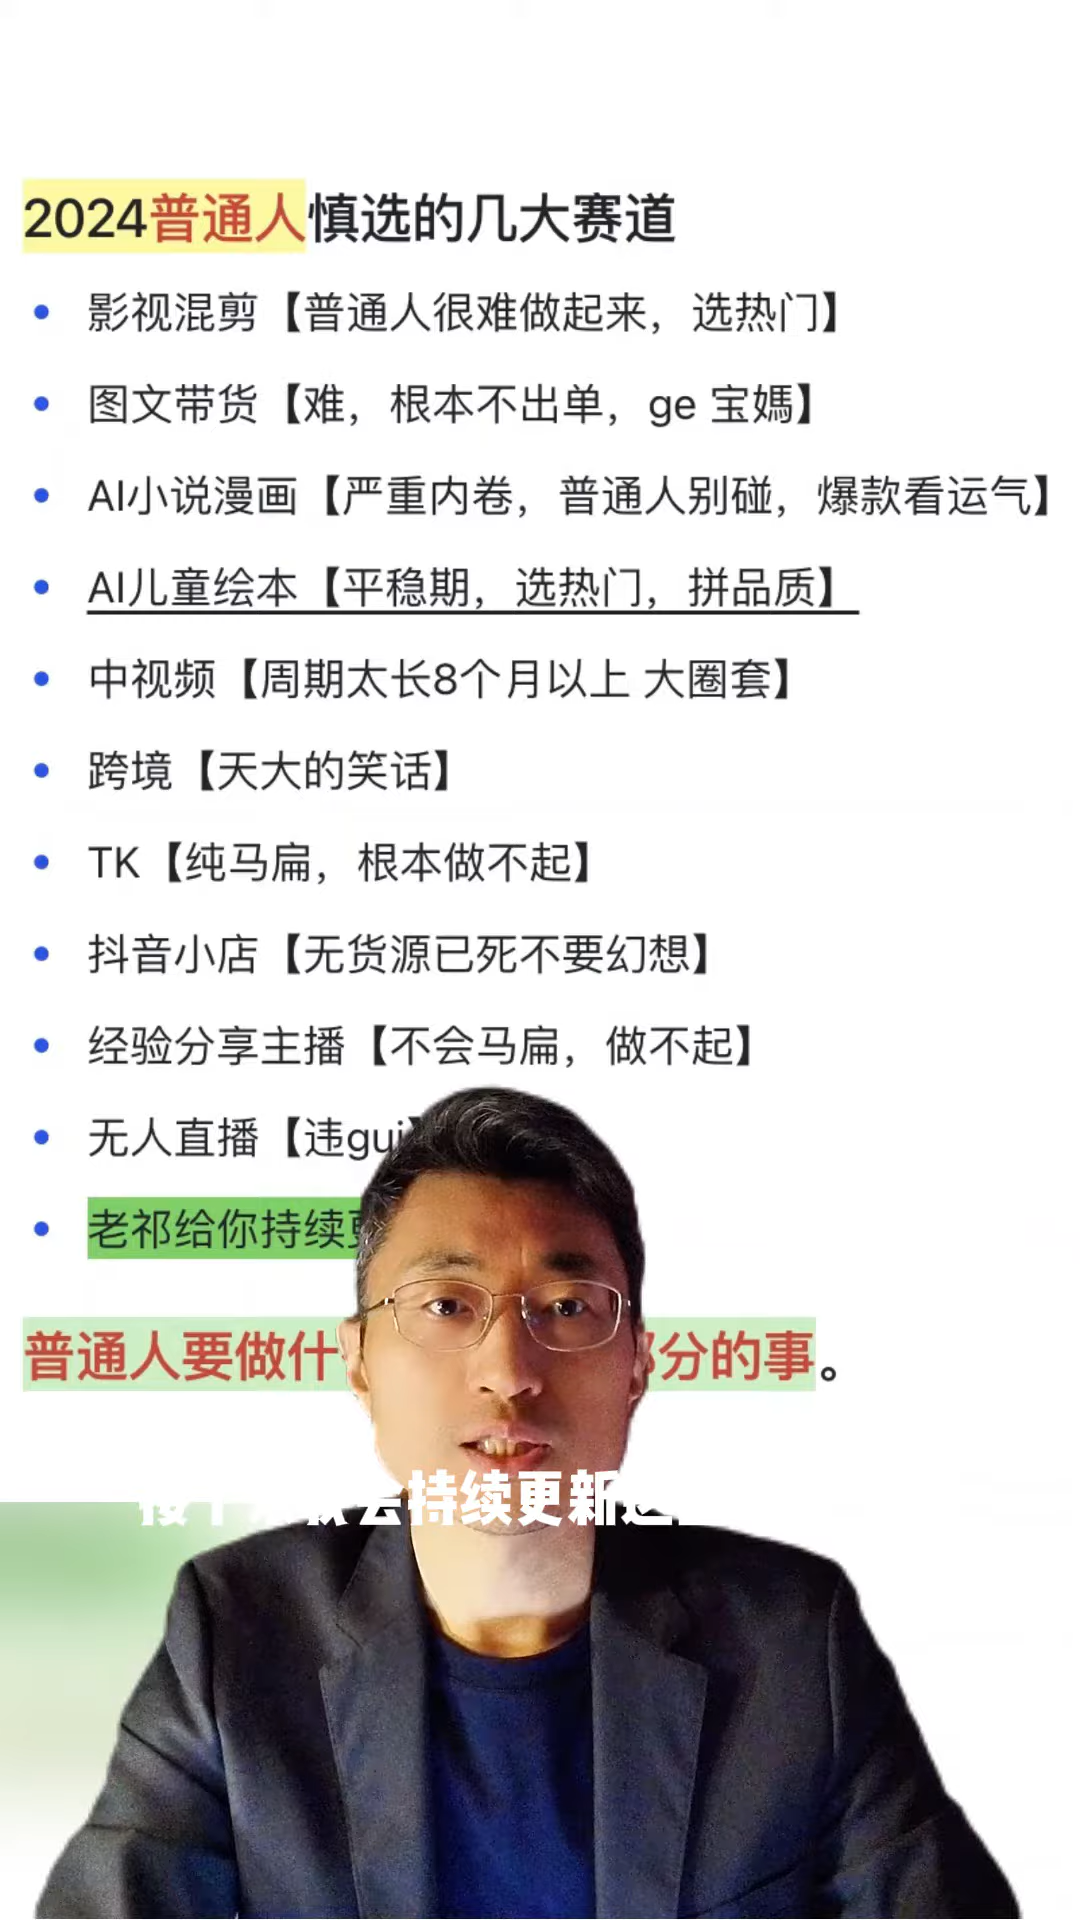 2024普通人慎选的几大赛道
影视混剪【普通人很难做起来，选热门】
图文带货【难，根本不出单，ge 宝媽】
AI小说漫画【严重内卷，普通人别碰，爆款看运气】
AI儿童绘本【平稳期，选热门，拼品质】
中视频【周期太长8个月以上 大圈套】
跨境【天大的笑话】
TK【纯马扁，根本做不起】
抖音小店【无货源已死不要幻想】
经验分享主播【不会马扁，做不起】
无人直播【违gui】
老祁给你持续
普通人要做什 分的事。
会持续更新